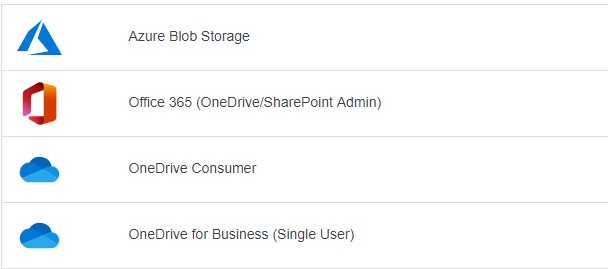 Azure Blob Storage
Office 365 (OneDrive/SharePoint Admin)
OneDrive Consumer
OneDrive for Business (Single User)